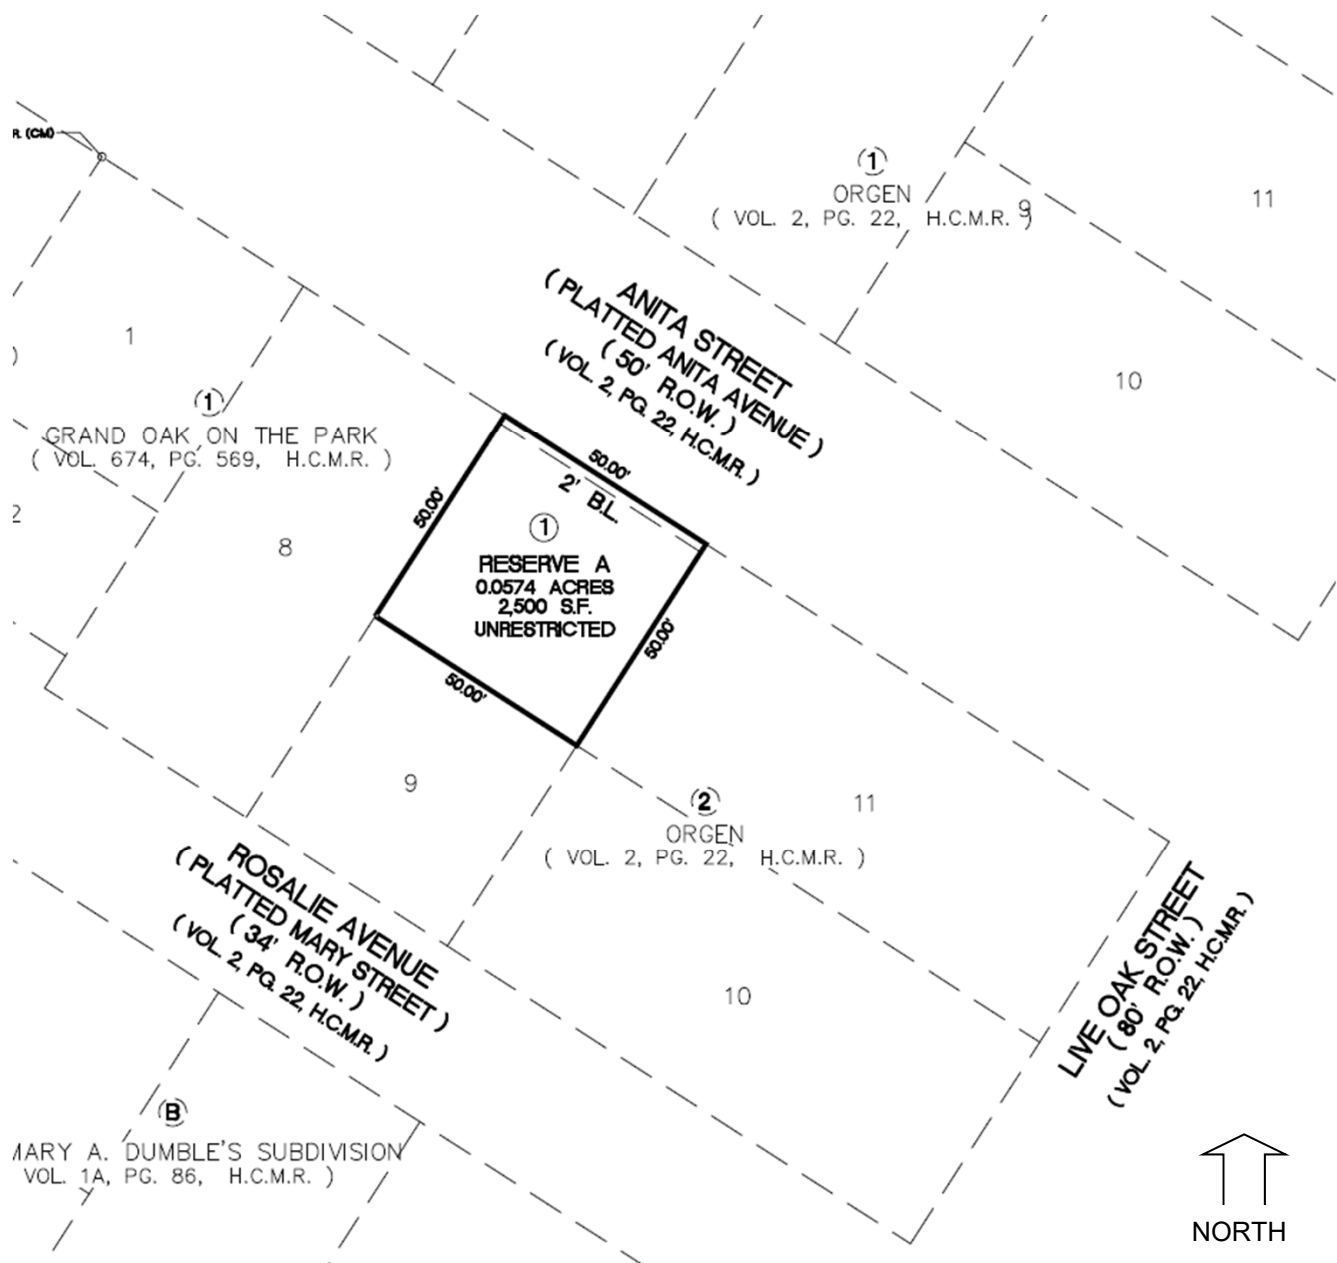 R. (CM)
1
ORGEN
( VOL. 2, PG. 22, H.C.M.R. )
9
11
10
ANITA STREET
( PLATTED ANITA AVENUE )
( 50' R.O.W. )
( VOL. 2, PG. 22, H.C.M.R. )
1
1
GRAND OAK ON THE PARK
( VOL. 674, PG. 569, H.C.M.R. )
2
8
50.00'
50.00'
2' B.L.
1
RESERVE A
0.0574 ACRES
2,500 S.F.
UNRESTRICTED
50.00'
50.00'
9
2
ORGEN
( VOL. 2, PG. 22, H.C.M.R. )
11
10
ROSALIE AVENUE
( PLATTED MARY STREET )
( 34' R.O.W. )
( VOL. 2, PG. 22, H.C.M.R. )
LIVE OAK STREET
( 80' R.O.W. )
( VOL. 2, PG. 22, H.C.M.R. )
B
MARY A. DUMBLE'S SUBDIVISION
VOL. 1A, PG. 86, H.C.M.R. )
NORTH